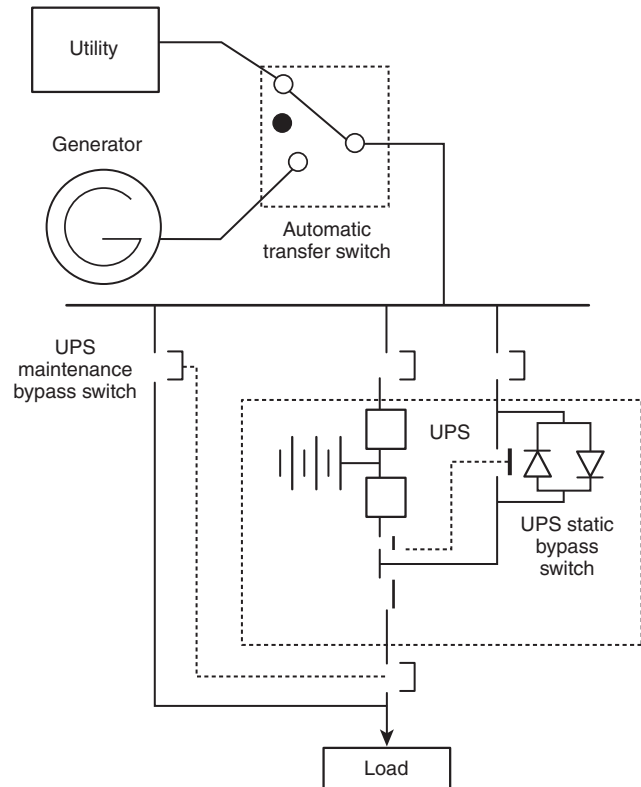 Utility
Generator
Automatic
transfer switch
UPS
maintenance
bypass switch
UPS
UPS static
bypass
switch
Load